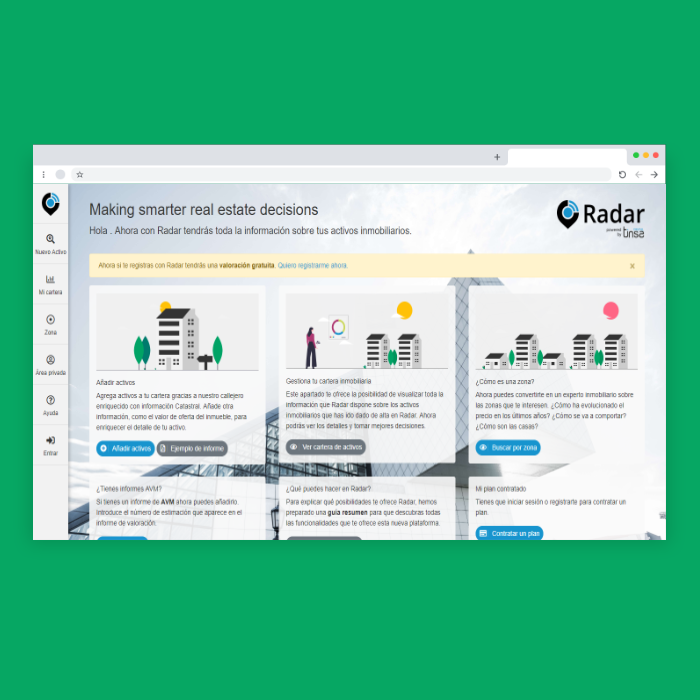 Making smarter real estate decisions
Hola . Ahora con Radar tendrás toda la información sobre tus activos inmobiliarios.
Radar
powered by tinsa
Nuevo Activo
Mi cartera
Zona
Área privada
Ayuda
Entrar
Ahora si te registras con Radar tendrás una valoración gratuita. Quiero registrarme ahora. x
Añadir activos
Agrega activos a tu cartera gracias a nuestro callejero
enriquecido con información Catastral. Añade otra
información, como el valor de oferta del inmueble, para
enriquecer el detalle de tu activo.
Añadir activos
Ejemplo de informe
Gestiona tu cartera inmobiliaria
Este apartado te ofrece la posibilidad de visualizar toda la
información que Radar dispone sobre los activos
inmobiliarios que has ido dado de alta en Radar. Ahora
podrás ver los detalles y tomar mejores decisiones.
Ver cartera de activos
¿Cómo es una zona?
Ahora puedes convertirte en un experto inmobiliario sobre
las zonas que te interesen. ¿Cómo ha evolucionado el
precio en los últimos años? ¿Cómo se va a comportar?
¿Cómo son las casas?
Buscar por zona
¿Tienes informes AVM?
Si tienes un informe de AVM ahora puedes añadirlo.
Introduce el número de estimación que aparece en el
informe de valoración.
¿Qué puedes hacer en Radar?
Para explicar qué posibilidades te ofrece Radar, hemos
preparado una guía resumen para que descubras todas
las funcionalidades que te ofrece esta nueva plataforma.
Mi plan contratado
Tienes que iniciar sesión o registrarte para contratar un
plan
Contratar un plan